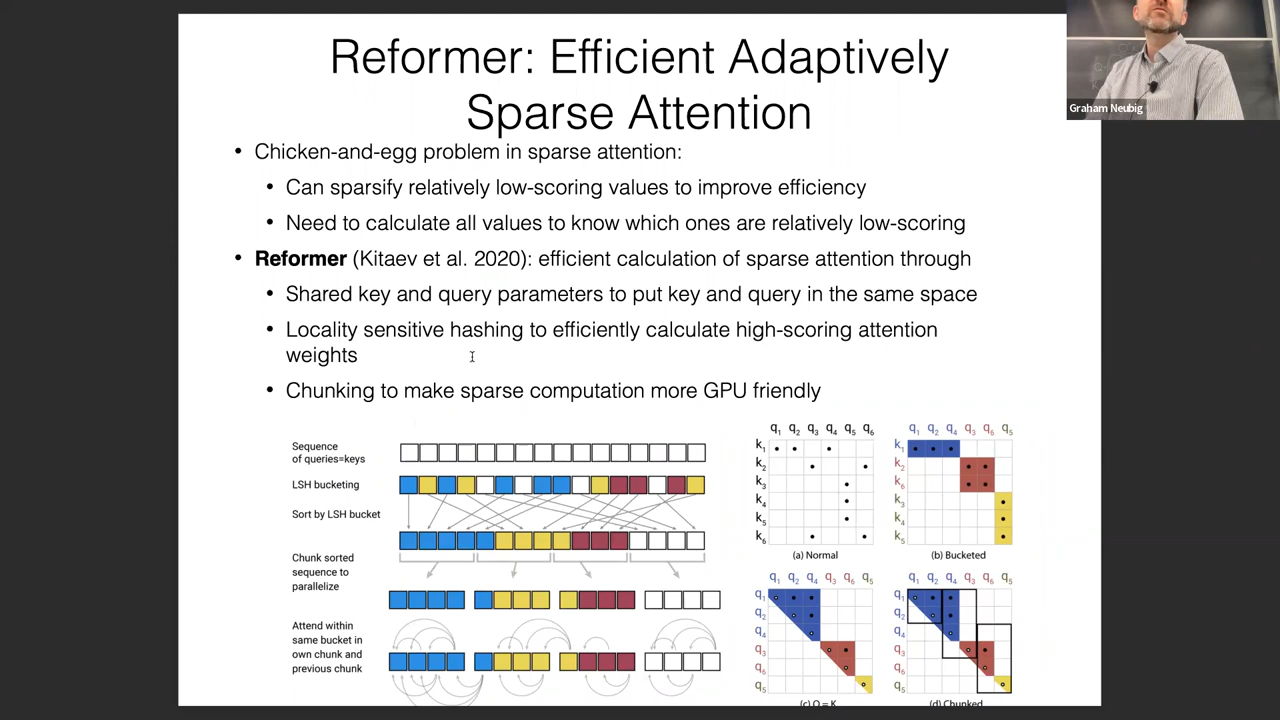 Reformer: Efficient Adaptively
Sparse Attention
Graham Neubig
• Chicken-and-egg problem in sparse attention:
• Can sparsify relatively low-scoring values to improve efficiency
• Need to calculate all values to know which ones are relatively low-scoring
• Reformer (Kitaev et al. 2020): efficient calculation of sparse attention through
• Shared key and query parameters to put key and query in the same space
• Locality sensitive hashing to efficiently calculate high-scoring attention
weights
• Chunking to make sparse computation more GPU friendly
Sequence
of queries=keys
LSH bucketing
Sort by LSH bucket
Chunk sorted
sequence to
parallelize
Attend within
same bucket in
own chunk and
previous chunk
q1 q2 q3 q4 q5 q6
k1
k2
k3
k4
k5
k6
(a) Normal
q1 q2 q4 q3 q6 q5
k1
k2
k6
k3
k4
k5
(b) Bucketed
q1 q2 q4 q3 q6 q5
q1
q2
q4
q3
q6
q5
(c) Q = K
q1 q2 q4 q3 q6 q5
q1
q2
q4
q3
q6
q5
(d) Chunked